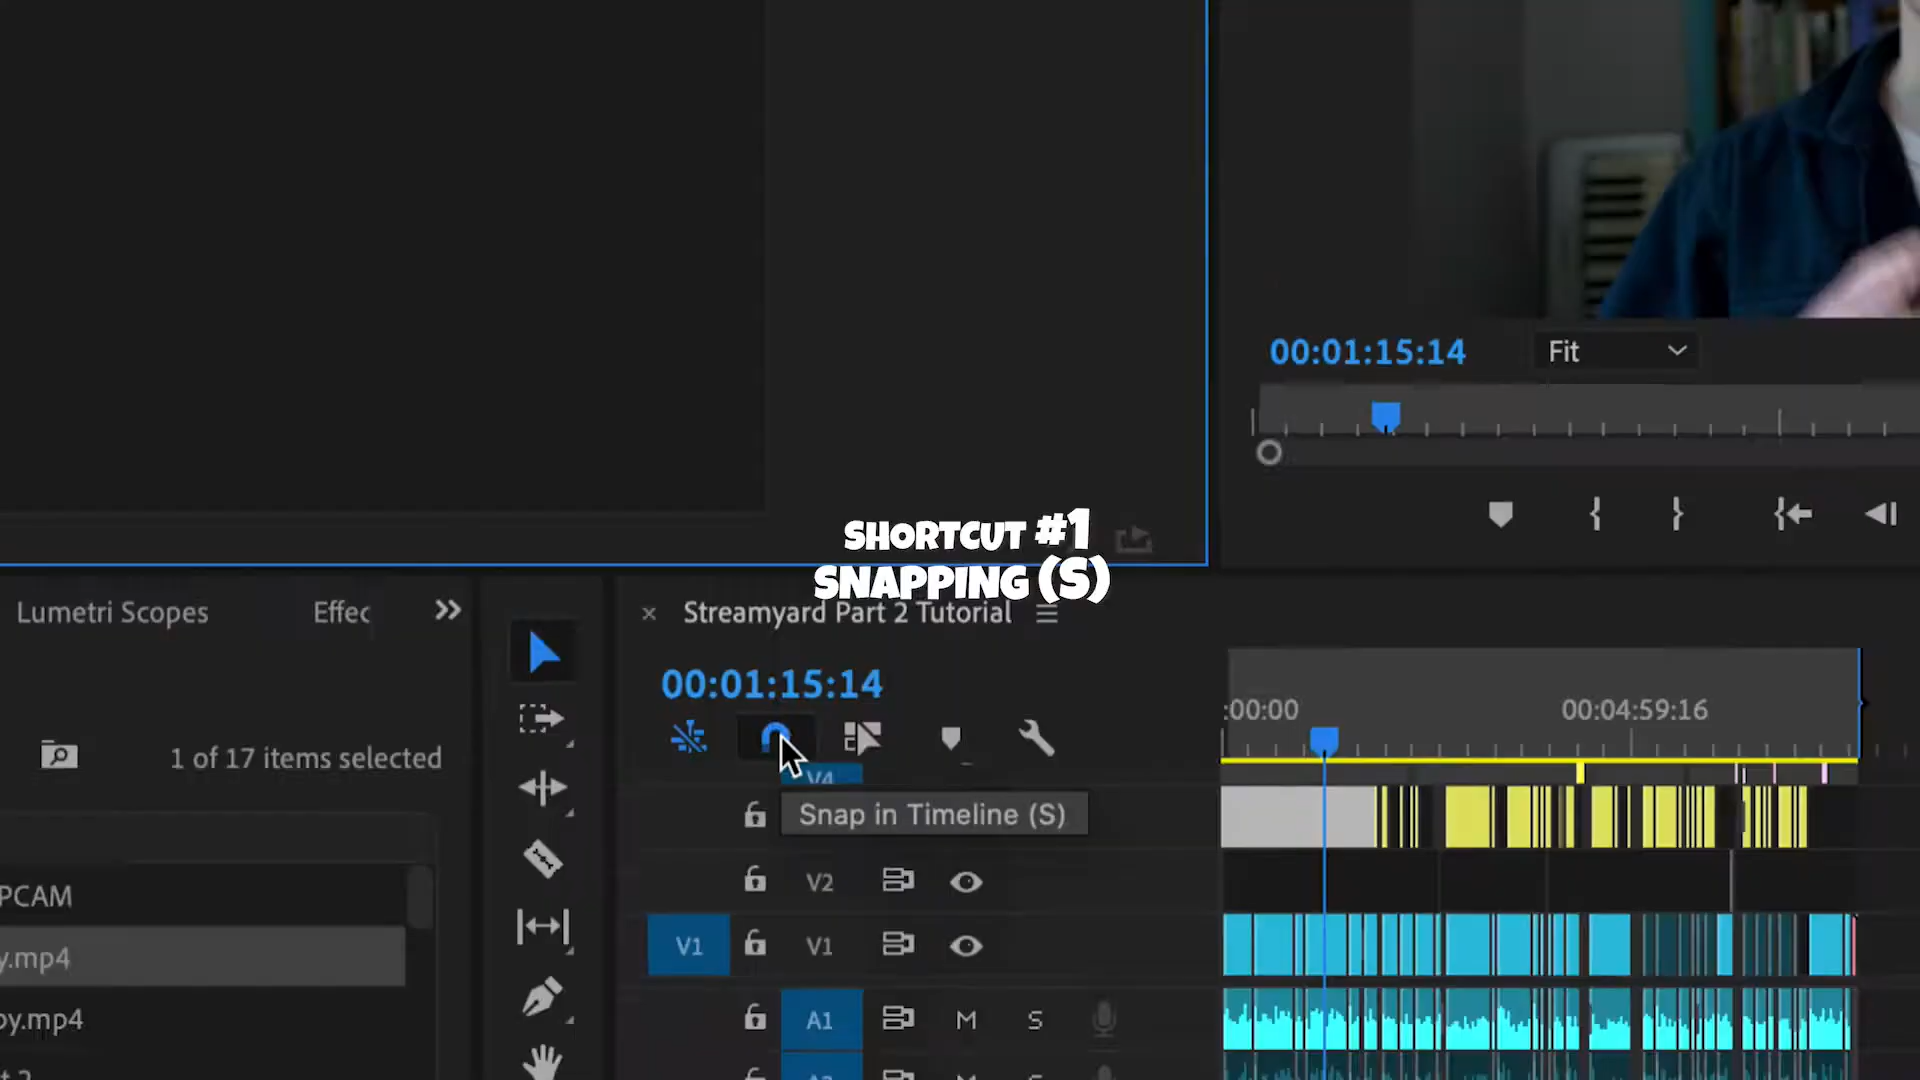 00:01:15:14
Fit
SHORTCUT #1
SNAPPING (S)
Lumetri Scopes
Effec
Streamyard Part 2 Tutorial
00:01:15:14
:00:00
00:04:59:16
1 of 17 items selected
V4
Snap in Timeline (S)
V2
PCAM
V1
V1
y.mp4
A1
M
S
by.mp4